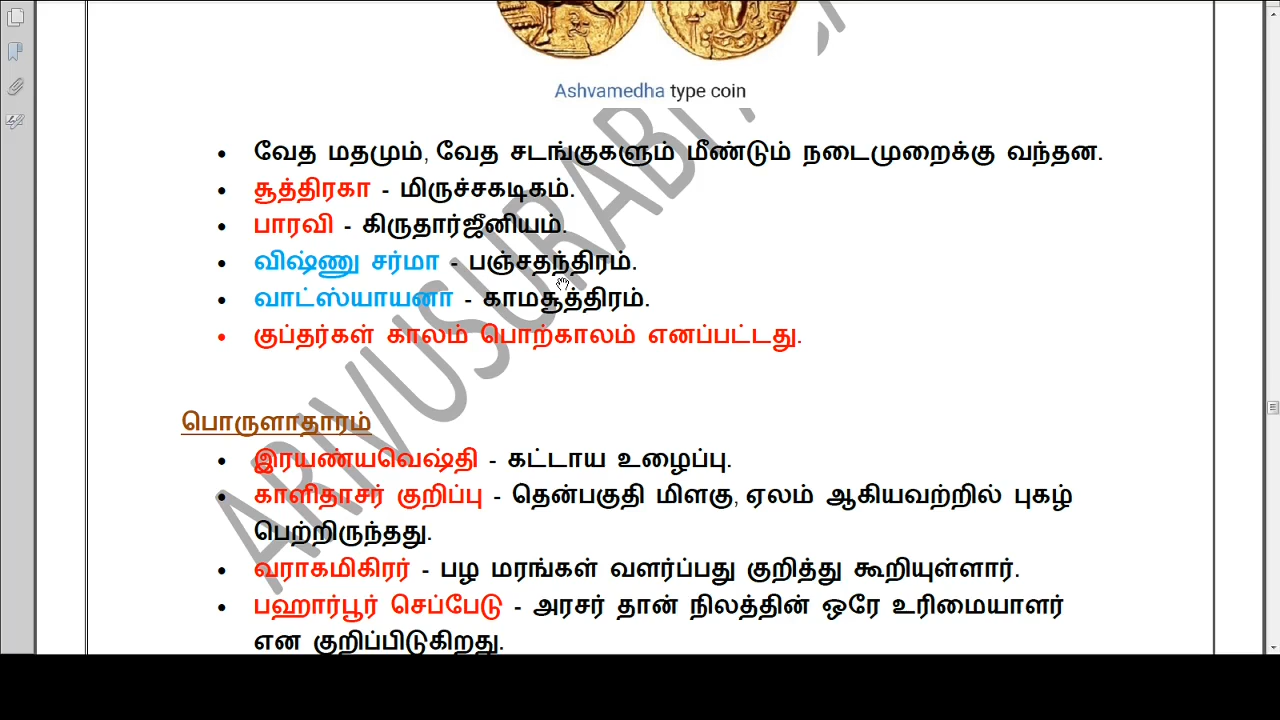 Ashvamedha type coin
• வேத மதமும், வேத சடங்குகளும் மீண்டும் நடைமுறைக்கு வந்தன.
• சூத்திரகா - மிருச்சகடிகம்.
• பாரவி - கிருதார்ஜீனியம்.
• விஷ்ணு சர்மா - பஞ்சதந்திரம்.
• வாட்ஸ்யாயனா - காமசூத்திரம்.
• குப்தர்கள் காலம் பொற்காலம் எனப்பட்டது.
பொருளாதாரம்
• இரயண்யவெஷ்தி - கட்டாய உழைப்பு.
• காளிதாசர் குறிப்பு - தென்பகுதி மிளகு, ஏலம் ஆகியவற்றில் புகழ்
பெற்றிருந்தது.
• வராகமிகிரர் - பழ மரங்கள் வளர்ப்பது குறித்து கூறியுள்ளார்.
• பஹார்பூர் செப்பேடு - அரசர் தான் நிலத்தின் ஒரே உரிமையாளர்
என குறிப்பிடுகிறது.